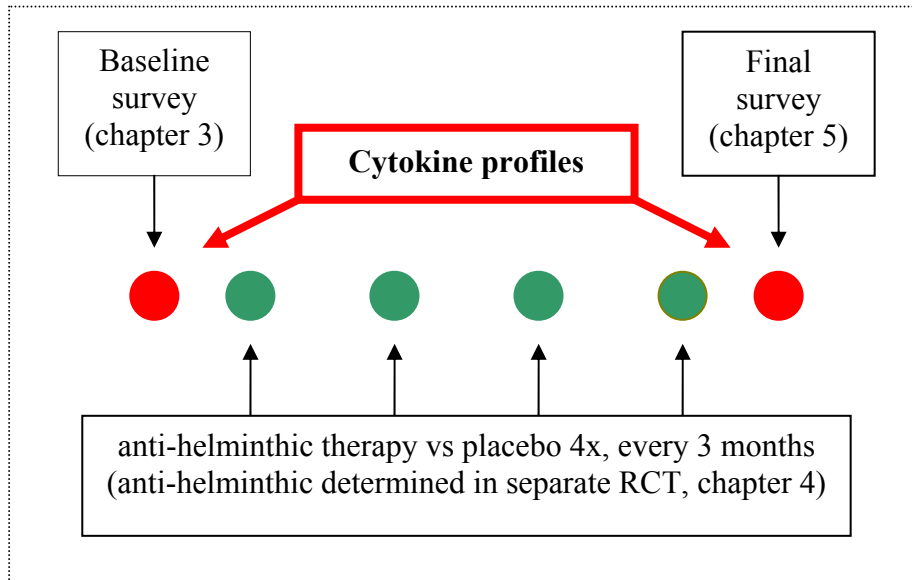 Baseline
survey
(chapter 3)
Final
survey
(chapter 5)
Cytokine profiles
anti-helminthic therapy vs placebo 4x, every 3 months
(anti-helminthic determined in separate RCT, chapter 4)